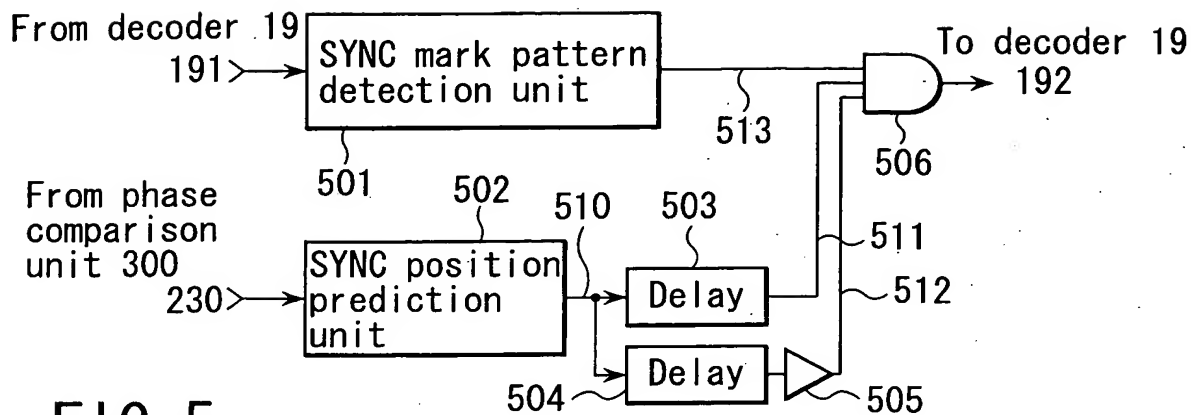 From decoder 19
191
SYNC mark pattern
detection unit
501
513
To decoder 19
192
506
From phase
comparison
unit 300
230
502
SYNC position
prediction
unit
510
503
Delay
511
512
504
Delay
505
FIG.5